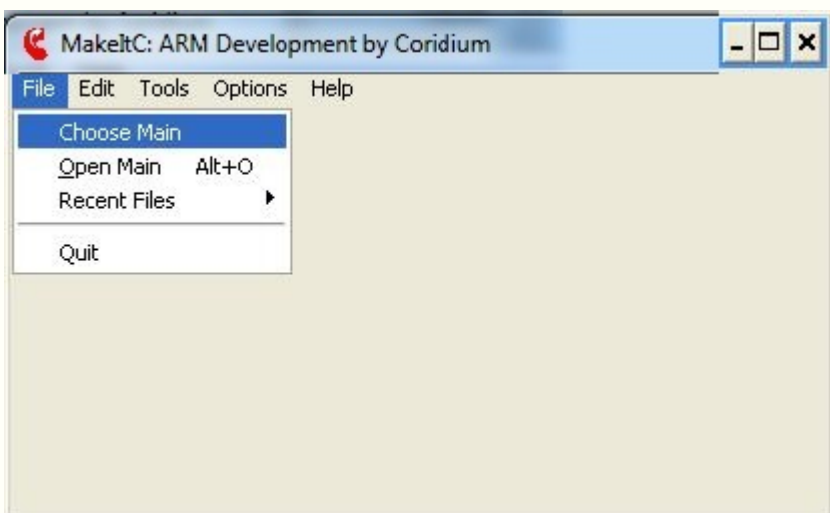 MakeItC: ARM Development by Coridium
File Edit Tools Options Help
Choose Main
Open Main Alt+O
Recent Files
Quit